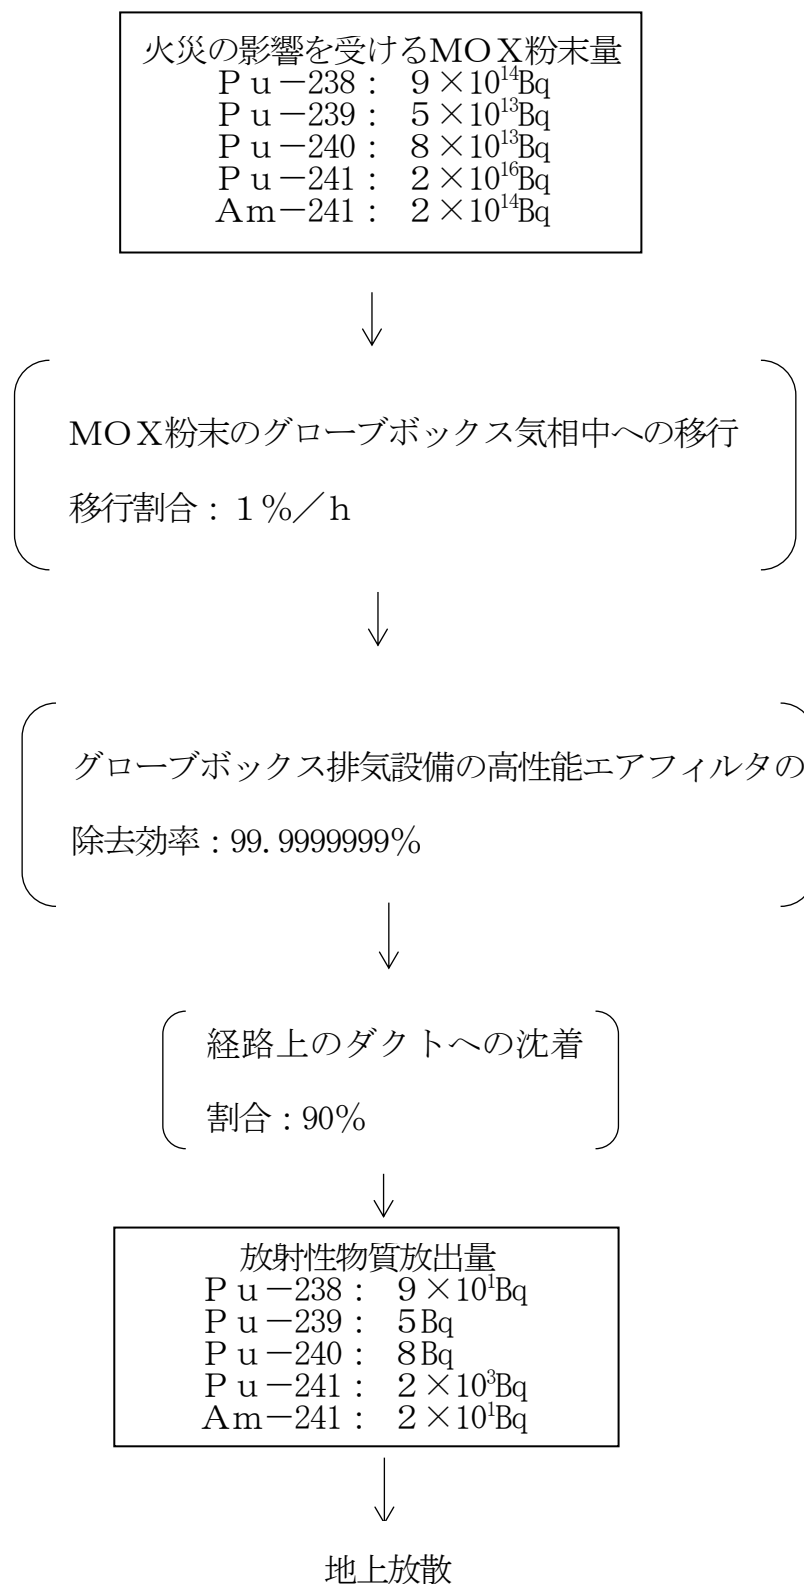 火災の影響を受けるMOX粉末量
Ｐｕ－238： ９×10¹⁴Bq
Ｐｕ－239： ５×10¹³Bq
Ｐｕ－240： ８×10¹³Bq
Ｐｕ－241： ２×10¹⁶Bq
Ａm－241： ２×10¹⁴Bq
MOX粉末のグローブボックス気相中への移行
移行割合：１％／ｈ
グローブボックス排気設備の高性能エアフィルタの
除去効率：99.9999999％
経路上のダクトへの沈着
割合：90％
放射性物質放出量
Ｐｕ－238： ９×10¹Bq
Ｐｕ－239： ５Bq
Ｐｕ－240： ８Bq
Ｐｕ－241： ２×10³Bq
Ａm－241： ２×10¹Bq
地上放散